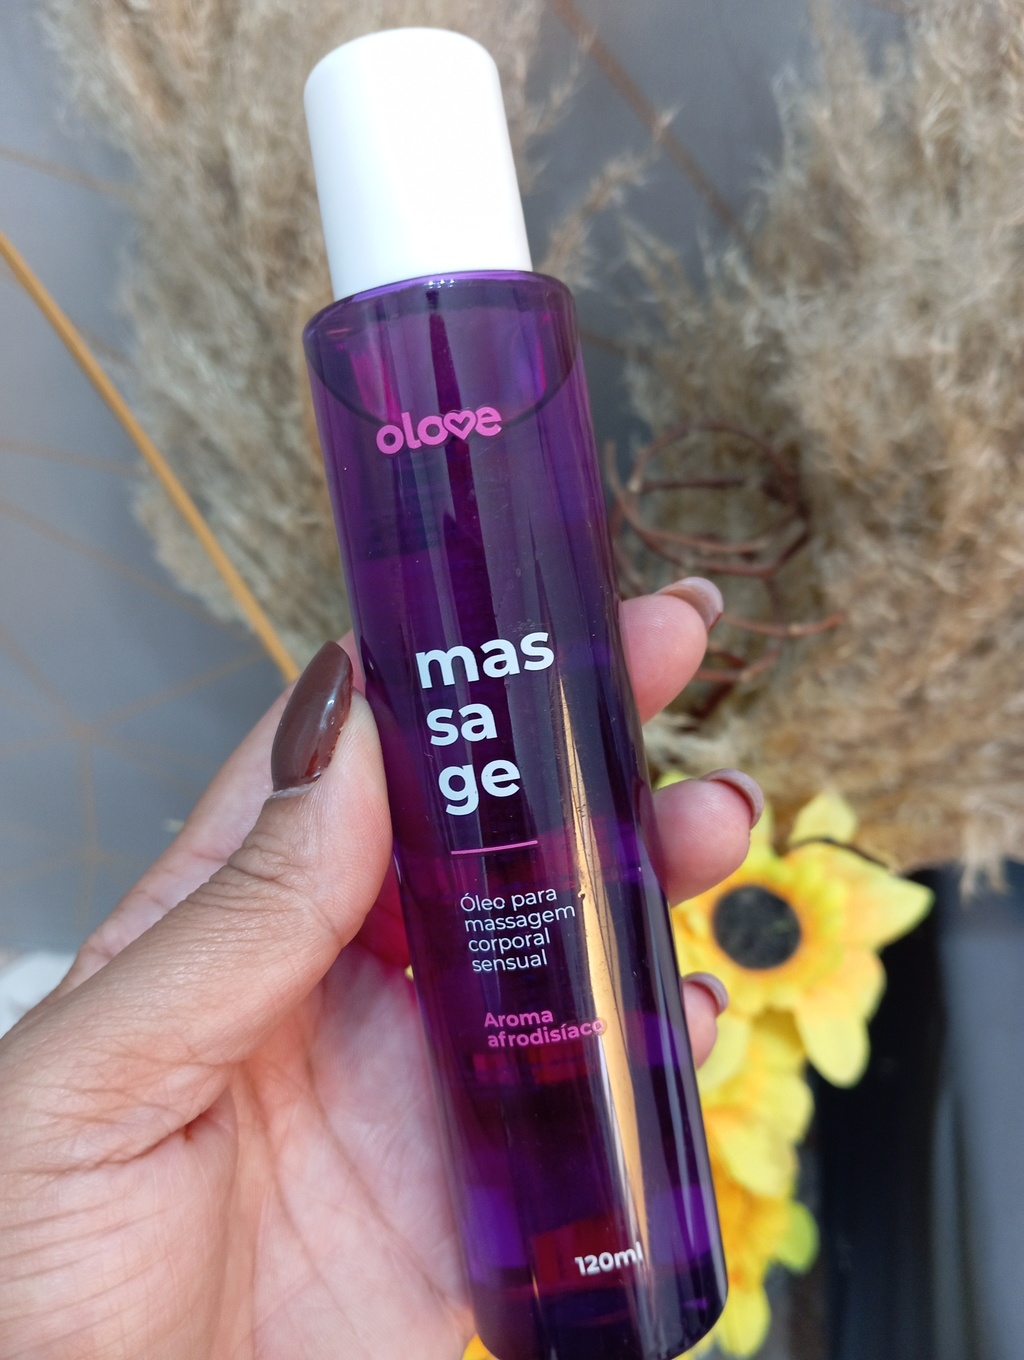 olove
mas
sa
ge
Óleo para
massagem
corporal
sensual
Aroma
afrodisíaco
120ml